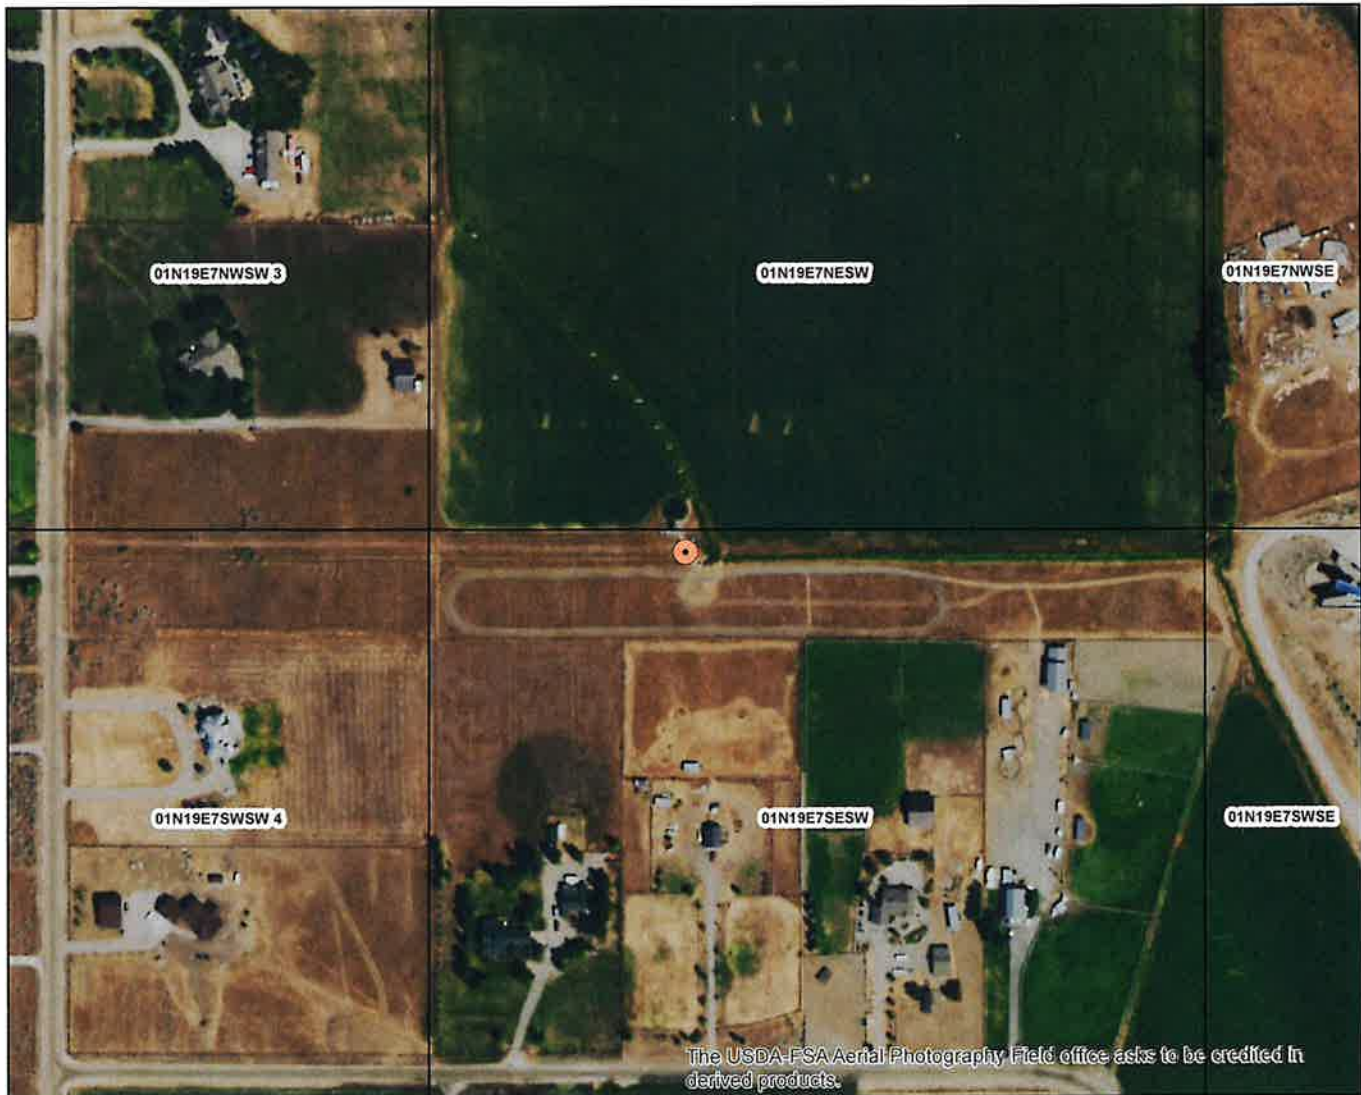 01N19E7NWSW 3
01N19E7NESW
01N19E7NWSE
01N19E7SWSW 4
01N19E7SESW
01N19E7SWSE
The USDA-FSA Aerial Photography Field office asks to be credited in
derived products.